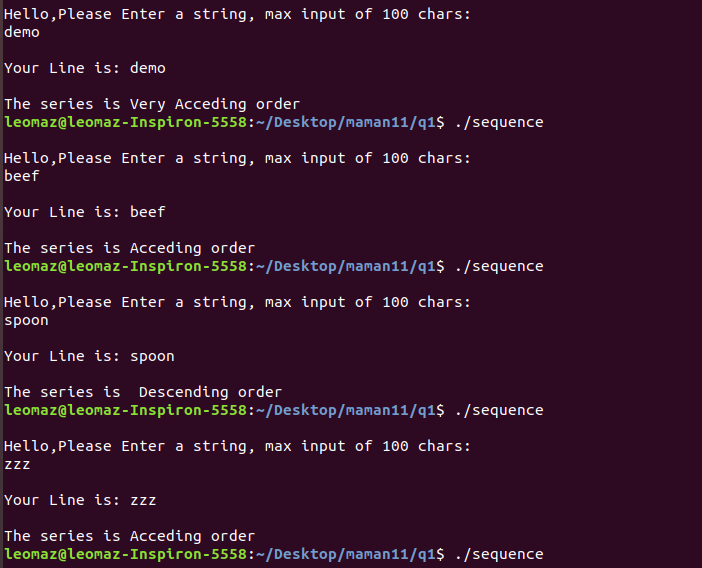 Hello,Please Enter a string, max input of 100 chars:
demo
Your Line is: demo
The series is Very Acceding order
leomaz@leomaz-Inspiron-5558:~/Desktop/maman11/q1$ ./sequence
Hello,Please Enter a string, max input of 100 chars:
beef
Your Line is: beef
The series is Acceding order
leomaz@leomaz-Inspiron-5558:~/Desktop/maman11/q1$ ./sequence
Hello,Please Enter a string, max input of 100 chars:
spoon
Your Line is: spoon
The series is  Descending order
leomaz@leomaz-Inspiron-5558:~/Desktop/maman11/q1$ ./sequence
Hello,Please Enter a string, max input of 100 chars:
zzz
Your Line is: zzz
The series is Acceding order
leomaz@leomaz-Inspiron-5558:~/Desktop/maman11/q1$ ./sequence